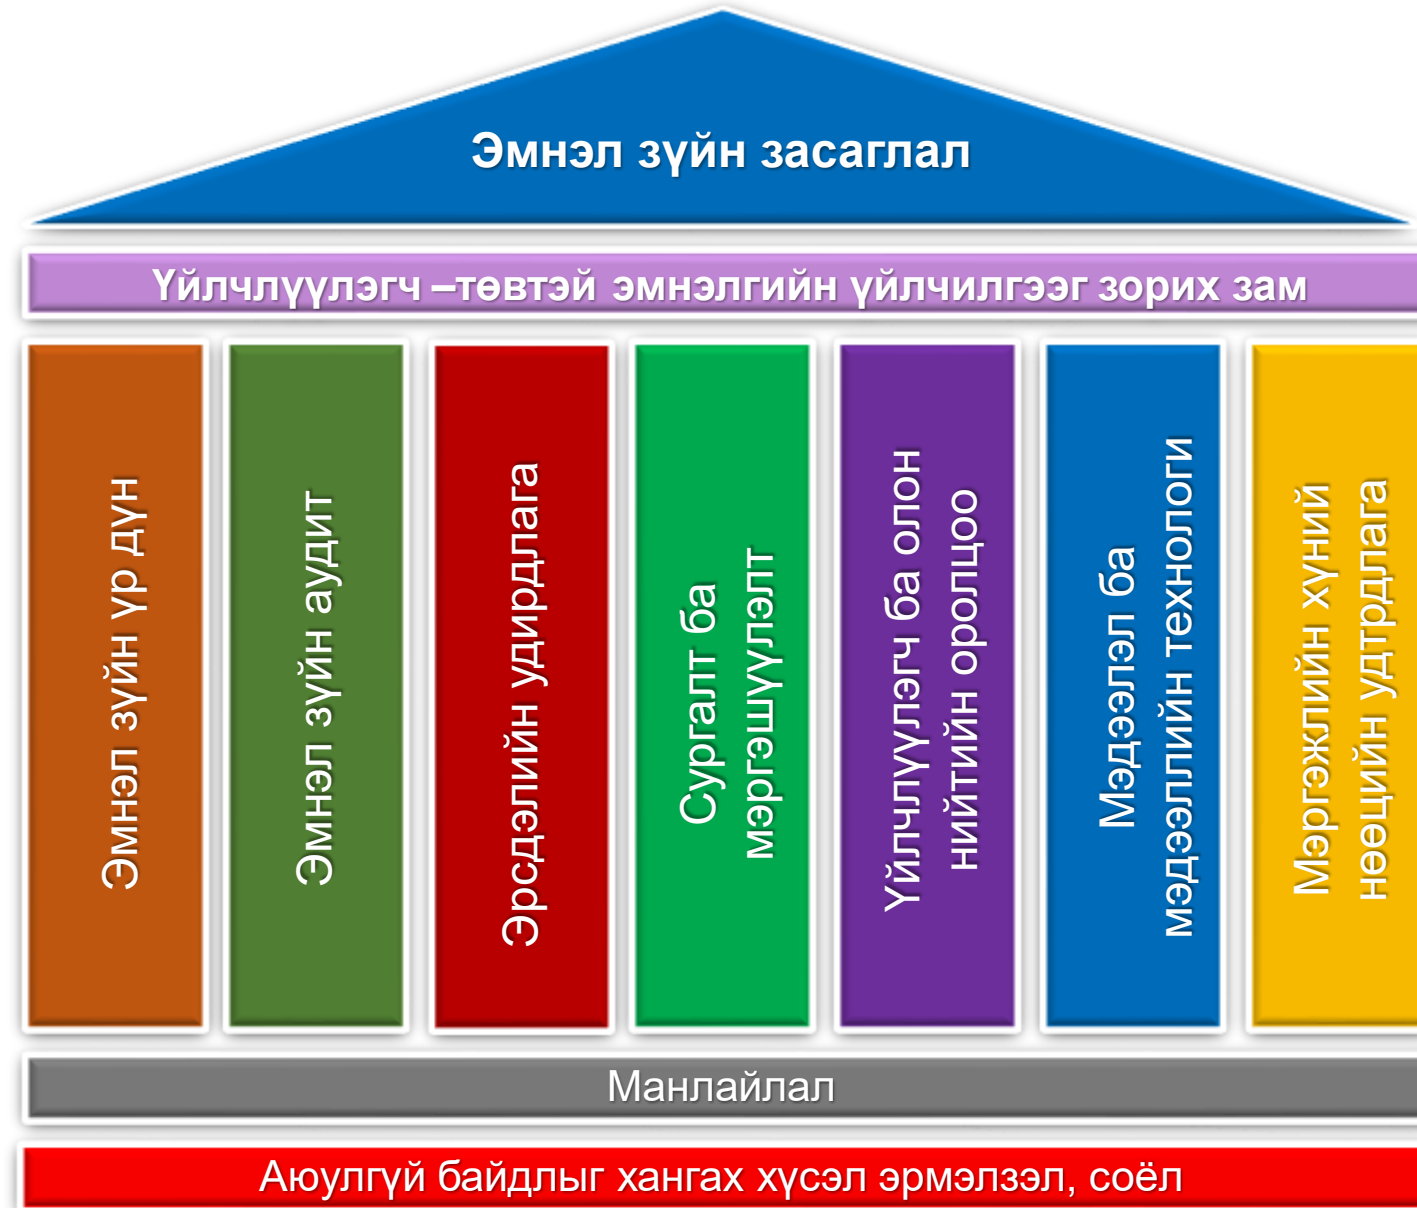 Эмнэл зүйн засаглал
Үйлчлүүлэгч –төвтэй эмнэлгийн үйлчилгээг зорих зам
Эмнэл зүйн үр дүн
Эмнэл зүйн аудит
Эрсдэлийн удирдлага
Сургалт ба
мэргэшүүлэлт
Үйлчлүүлэгч ба олон
нийтийн оролцоо
Мэдээлэл ба
мэдээллийн технологи
Мэргэжлийн хүний
нөөцийн удтрдлага
Манлайлал
Аюулгүй байдлыг хангах хүсэл эрмэлзэл, соёл